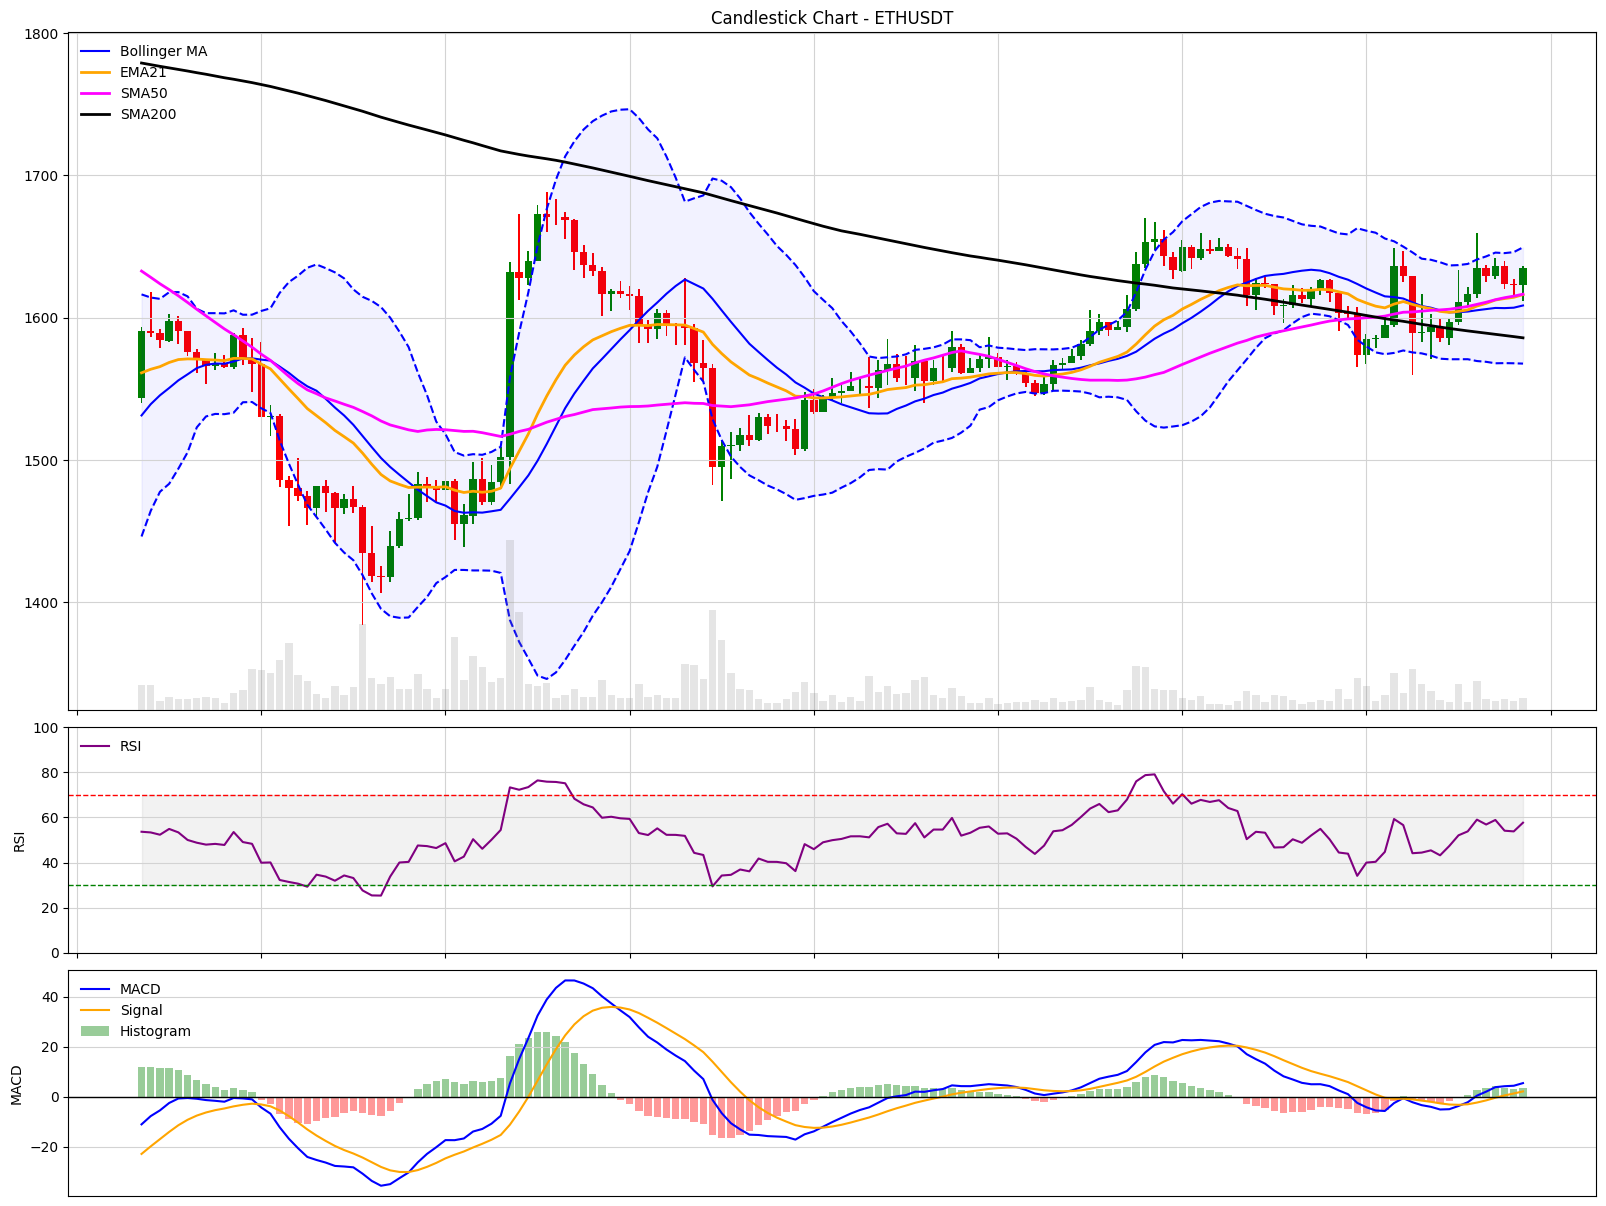 Candlestick Chart - ETHUSDT
1800
1700
1600
1500
1400
Bollinger MA
EMA21
SMA50
SMA200
100
80
60
40
20
0
RSI
RSI
40
20
0
−20
MACD
MACD
Signal
Histogram